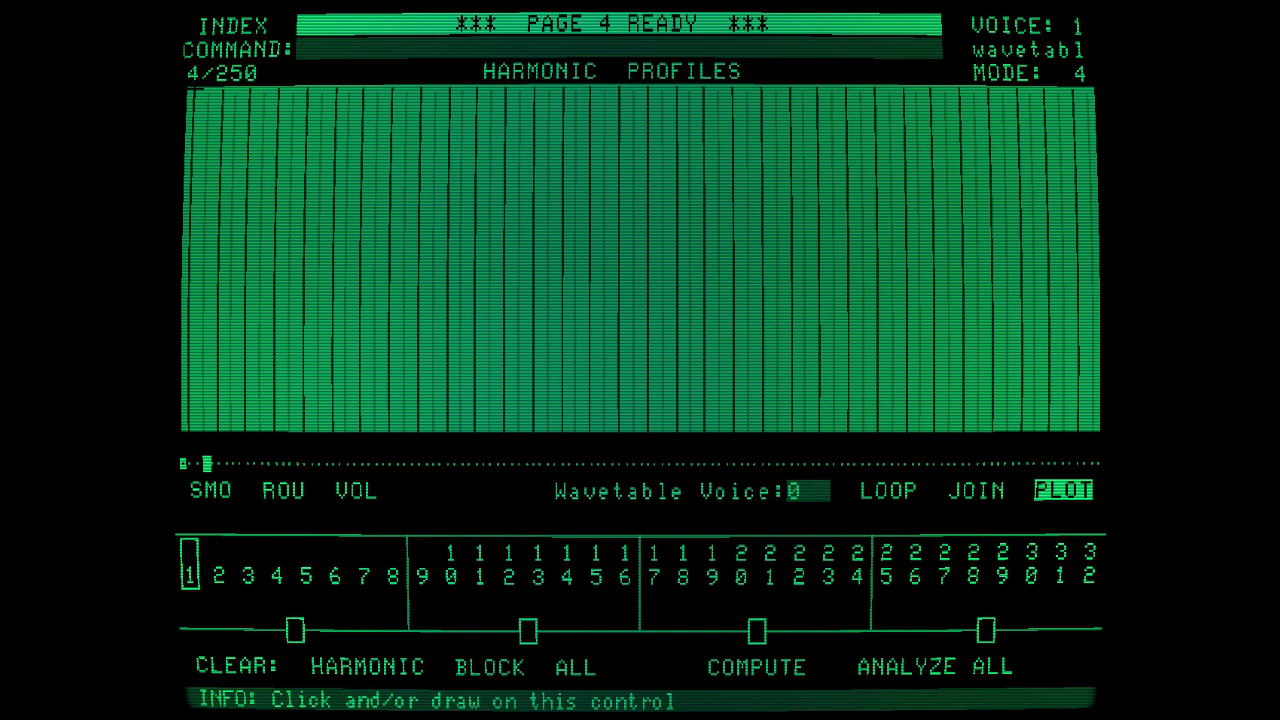 INDEX *** PAGE 4 READY *** VOICE: 1
COMMAND: wavetabl
4/250 HARMONIC PROFILES MODE: 4
SMO ROU VOL Wavetable Voice:0 LOOP JOIN PLOT
1 2 3 4 5 6 7 8 9 10 11 12 13 14 15 16 17 18 19 20 21 22 23 24 25 26 27 28 29 30 31 32
CLEAR: HARMONIC BLOCK ALL COMPUTE ANALYZE ALL
INFO: Click and/or draw on this control